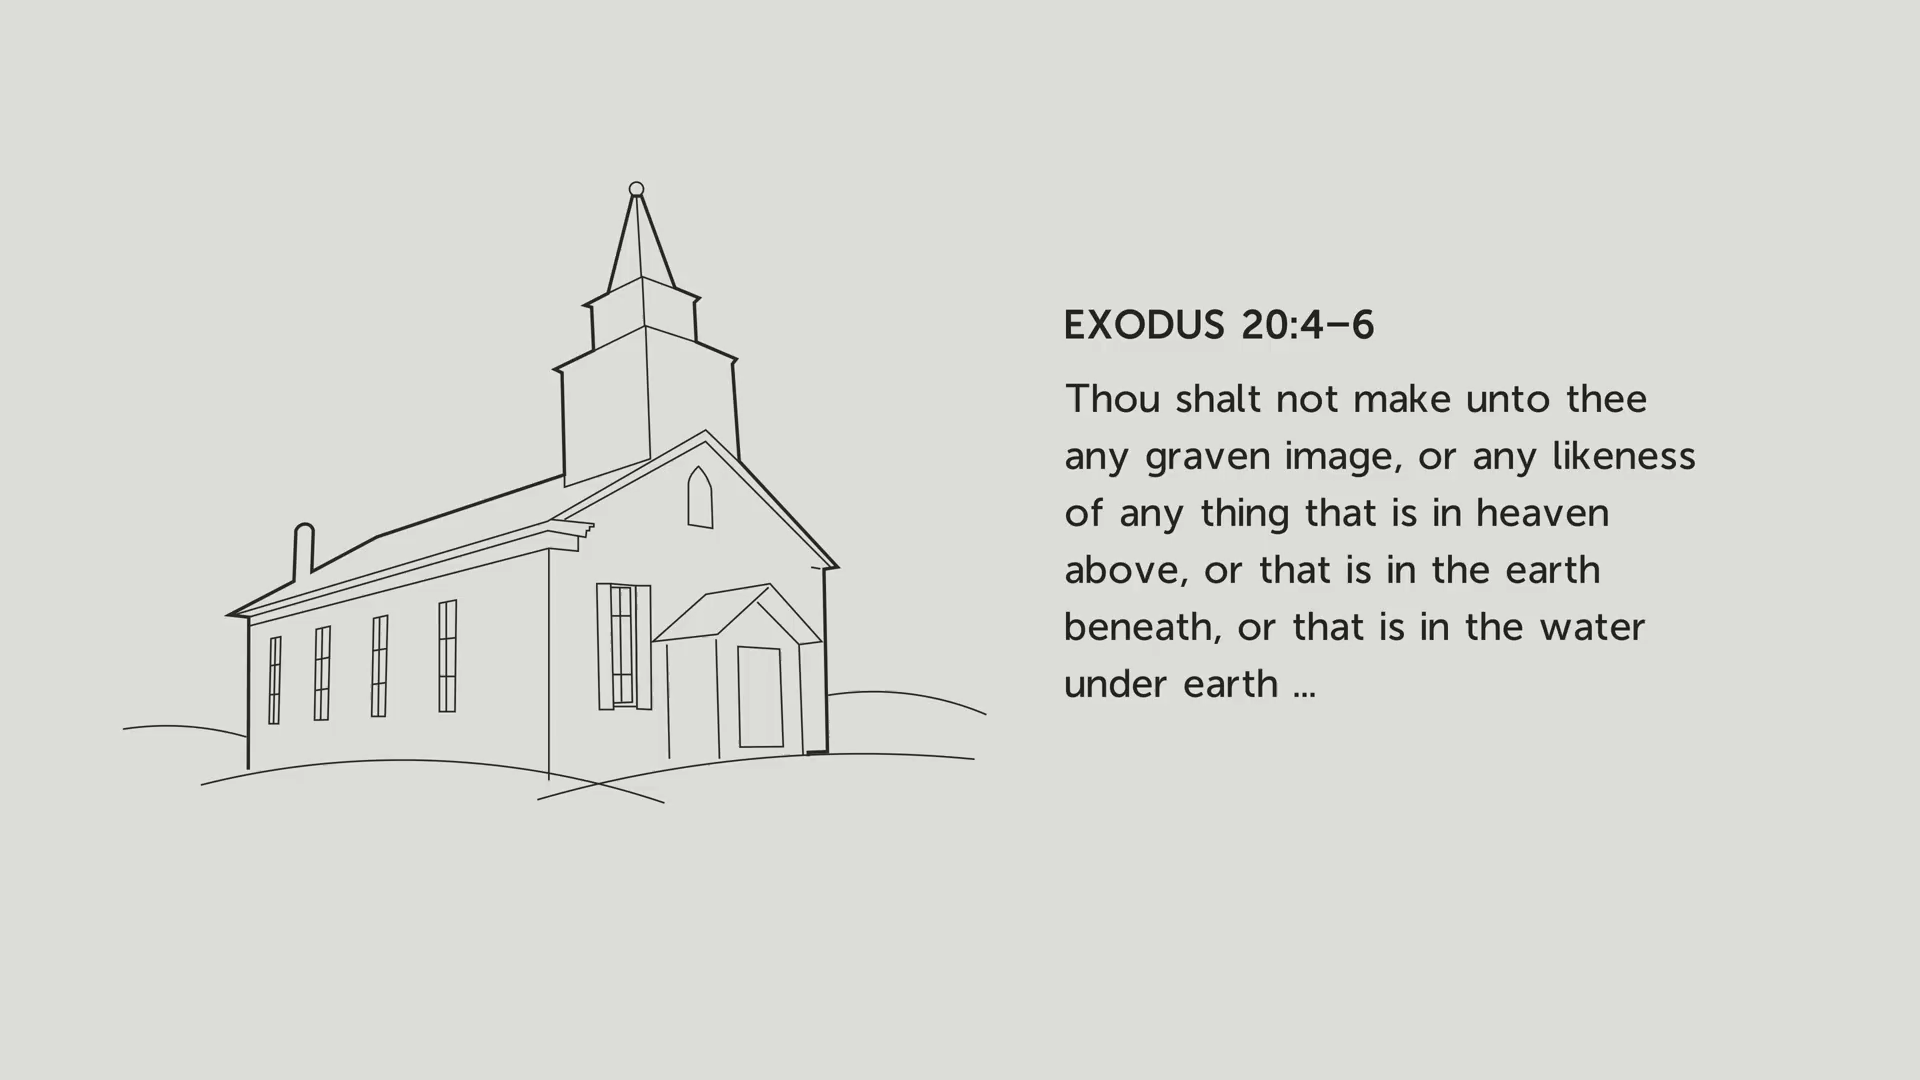 EXODUS 20:4–6
Thou shalt not make unto thee
any graven image, or any likeness
of any thing that is in heaven
above, or that is in the earth
beneath, or that is in the water
under earth ...